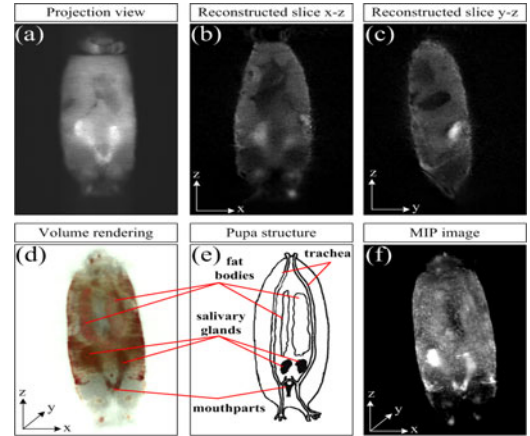 Projection view
Reconstructed slice x-z
Reconstructed slice y-z
(a)
(b)
(c)
z
x
z
y
Volume rendering
Pupa structure
MIP image
(d)
(e)
(f)
trachea
fat
bodies
salivary
glands
mouthparts
z
y
x
z
y
x